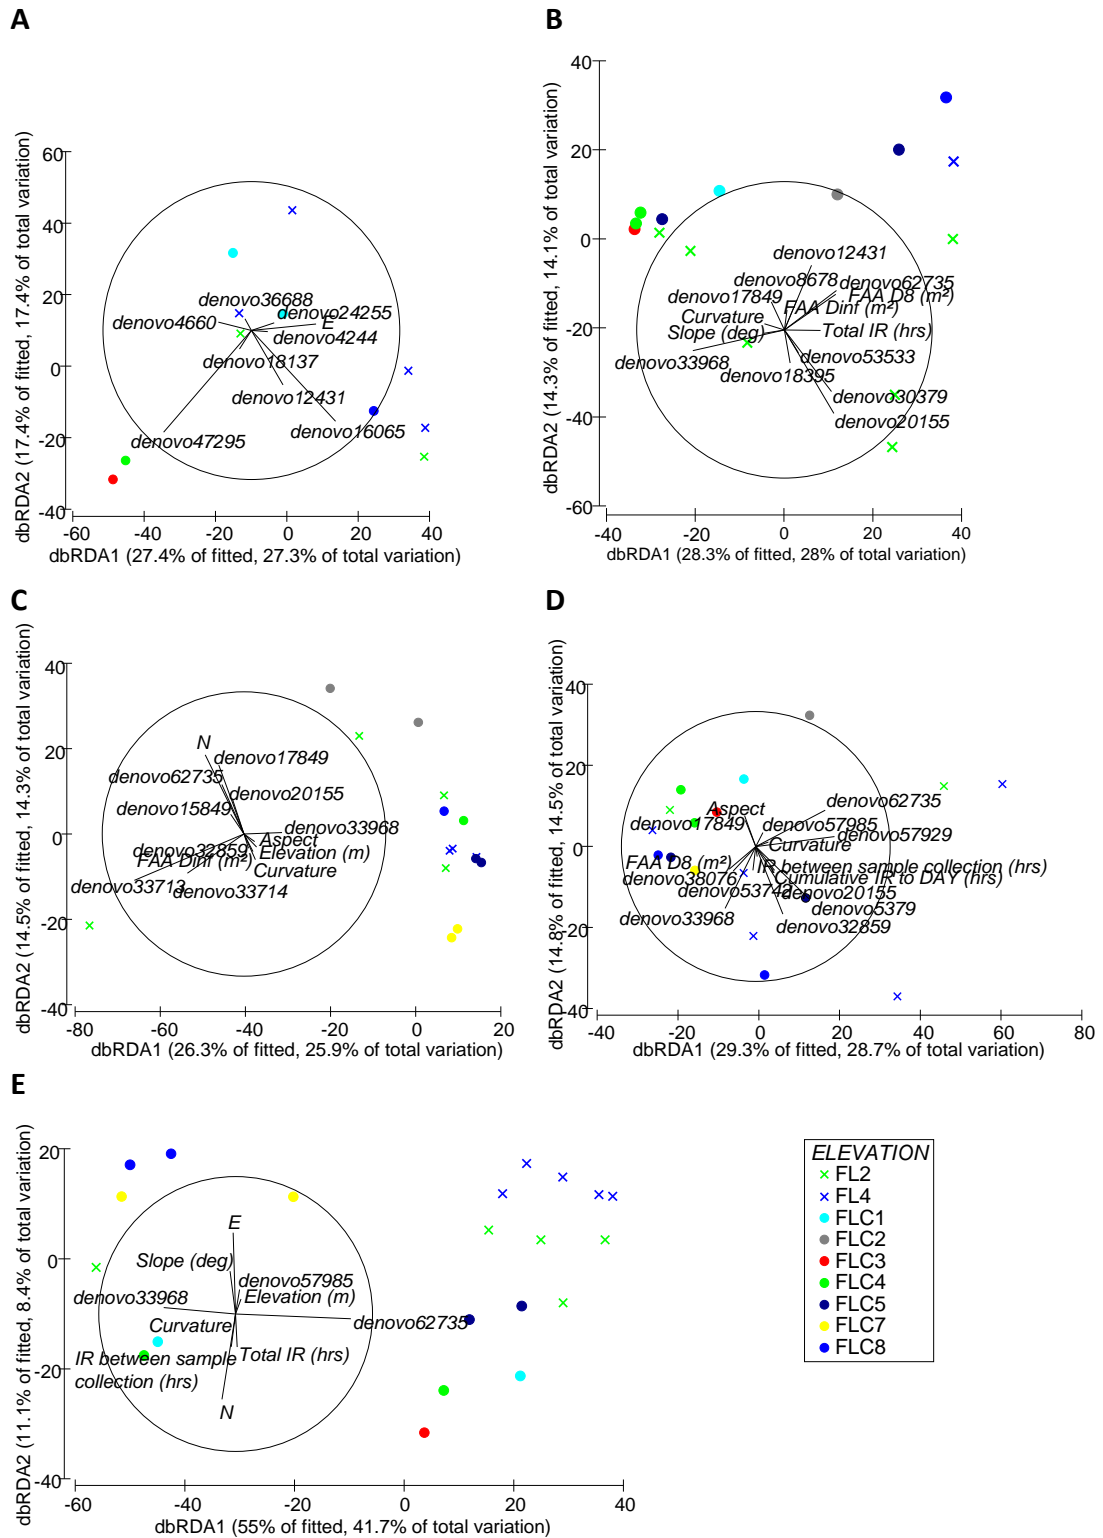 A
B
60
40
20
0
-20
-40
-60
-40
-20
0
20
40
dbRDA2 (17.4% of fitted, 17.4% of total variation)
dbRDA1 (27.4% of fitted, 27.3% of total variation)
denovo36688
denovo24255
denovo4660
E
denovo4244
denovo18137
denovo12431
denovo47295
denovo16065
40
20
0
-20
-40
-60
-40
-20
0
20
40
dbRDA2 (14.3% of fitted, 14.1% of total variation)
dbRDA1 (28.3% of fitted, 28% of total variation)
denovo12431
denovo8678
denovo62735
denovo17849
FAA D8 (m²)
FAA Dinf (m²)
Curvature
Slope (deg)
Total IR (hrs)
denovo33968
denovo53533
denovo18395
denovo30379
denovo20155
C
D
40
20
0
-20
-40
-80
-60
-40
-20
0
20
dbRDA2 (14.5% of fitted, 14.3% of total variation)
dbRDA1 (26.3% of fitted, 25.9% of total variation)
N
denovo17849
denovo62735
denovo20155
denovo15849
denovo33968
Aspect
denovo32859
Elevation (m)
FAA Dinf (m²)
Curvature
denovo33713
denovo33714
40
20
0
-20
-40
-40
-20
0
20
40
60
80
dbRDA2 (14.8% of fitted, 14.5% of total variation)
dbRDA1 (29.3% of fitted, 28.7% of total variation)
denovo62735
Aspect
denovo17849
denovo57985
denovo57929
Curvature
FAA D8 (m²)
IR between sample collection (hrs)
denovo38076
Cumulative IR to DAY (hrs)
denovo53742
denovo20155
denovo33968
denovo5379
denovo32859
E
20
0
-20
-40
-60
-40
-20
0
20
40
dbRDA2 (11.1% of fitted, 8.4% of total variation)
dbRDA1 (55% of fitted, 41.7% of total variation)
E
Slope (deg)
denovo57985
denovo33968
Elevation (m)
Curvature
denovo62735
IR between sample
collection (hrs)
Total IR (hrs)
N
ELEVATION
FL2
FL4
FLC1
FLC2
FLC3
FLC4
FLC5
FLC7
FLC8